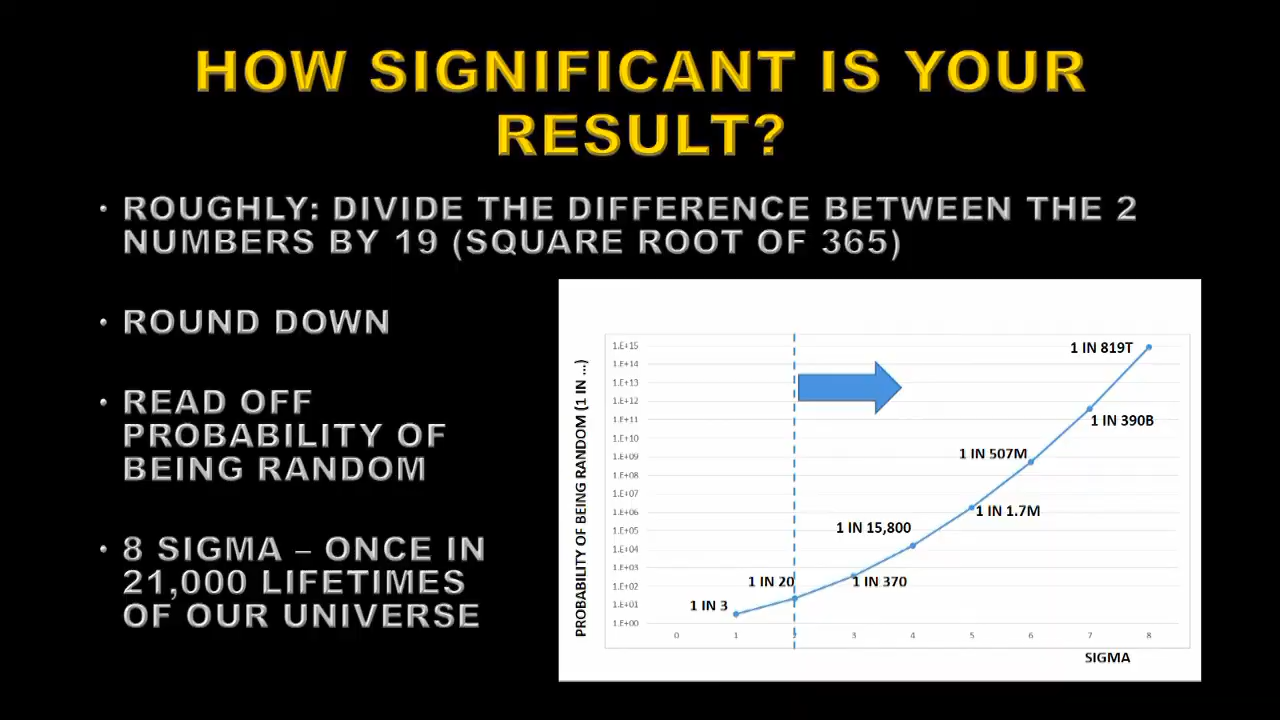 HOW SIGNIFICANT IS YOUR
RESULT?
• ROUGHLY: DIVIDE THE DIFFERENCE BETWEEN THE 2
NUMBERS BY 19 (SQUARE ROOT OF 365)
• ROUND DOWN
• READ OFF
PROBABILITY OF
BEING RANDOM
• 8 SIGMA – ONCE IN
21,000 LIFETIMES
OF OUR UNIVERSE
PROBABILITY OF BEING RANDOM (1 IN ...)
1.E+15
1.E+14
1.E+13
1.E+12
1.E+11
1.E+10
1.E+09
1.E+08
1.E+07
1.E+06
1.E+05
1.E+04
1.E+03
1.E+02
1.E+01
1.E+00
1 IN 819T
1 IN 390B
1 IN 507M
1 IN 1.7M
1 IN 15,800
1 IN 20
1 IN 370
1 IN 3
0 1 2 3 4 5 6 7 8
SIGMA